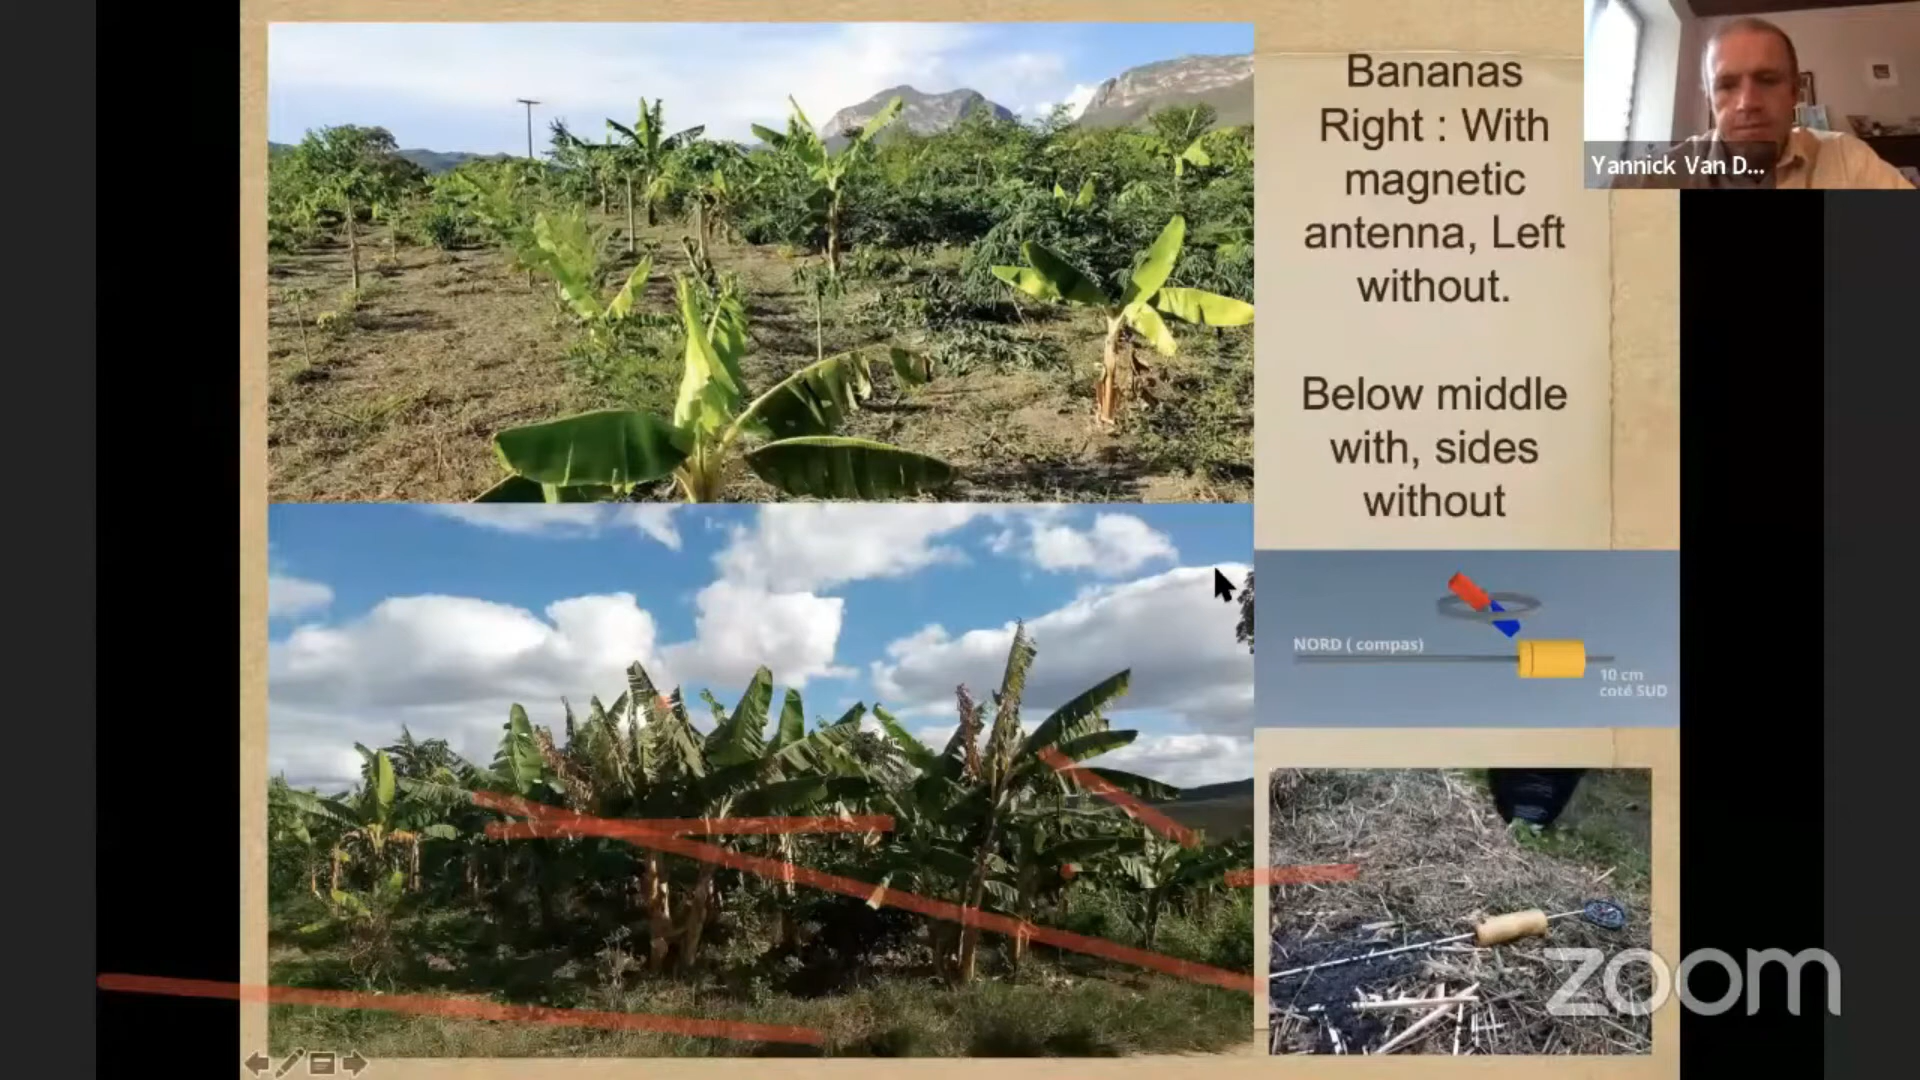 Bananas
Right : With
magnetic
antenna, Left
without.
Below middle
with, sides
without
Yannick Van D...
NORD ( compas)
10 cm
coté SUD
zoom